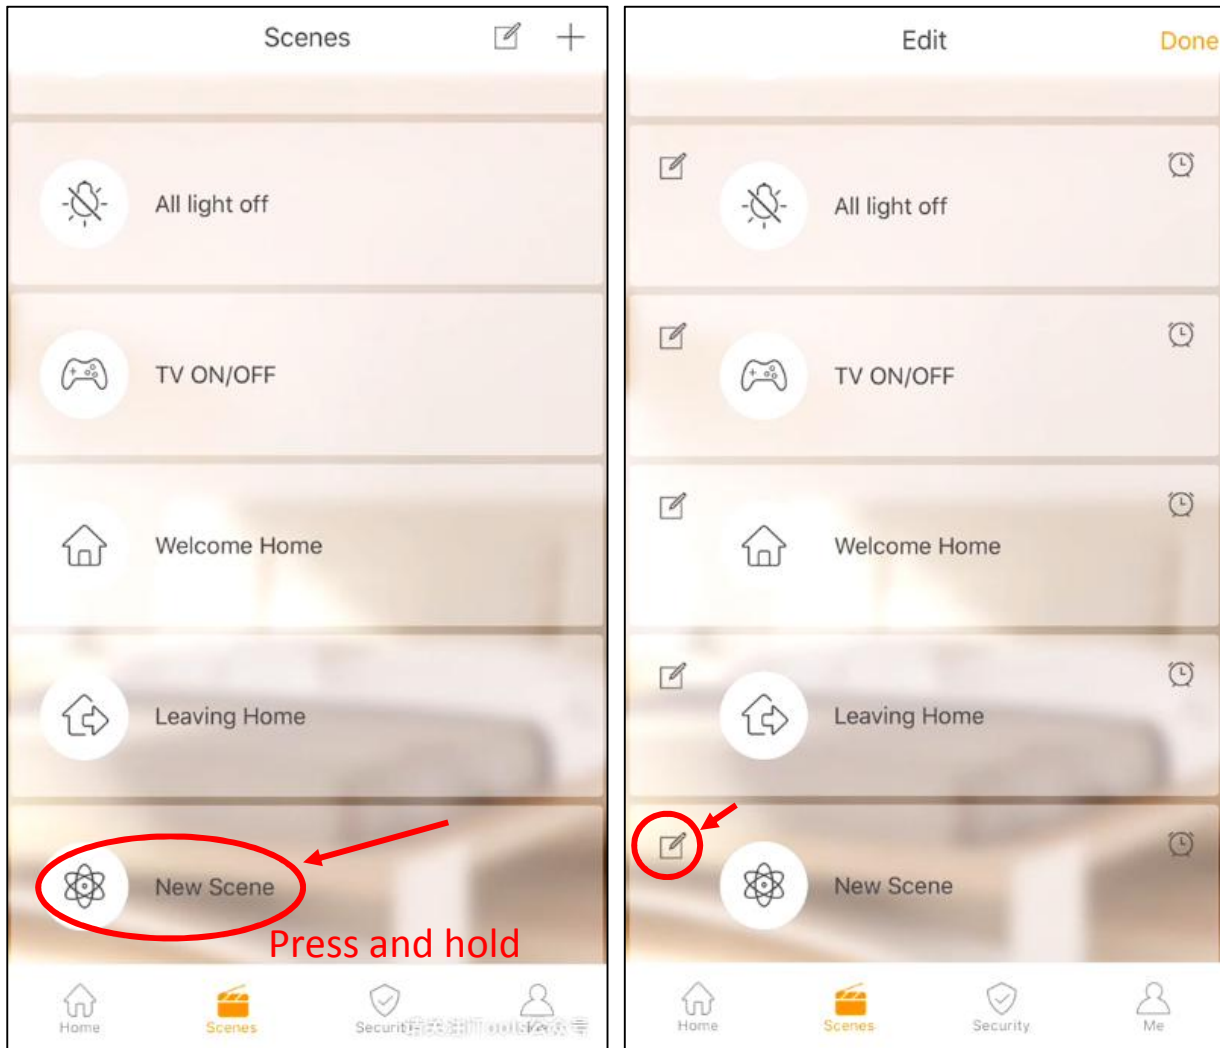 Scenes
All light off
TV ON/OFF
Welcome Home
Leaving Home
New Scene
Press and hold
Home
Scenes
Edit
Done
All light off
TV ON/OFF
Welcome Home
Leaving Home
New Scene
Home
Scenes
Security
Me